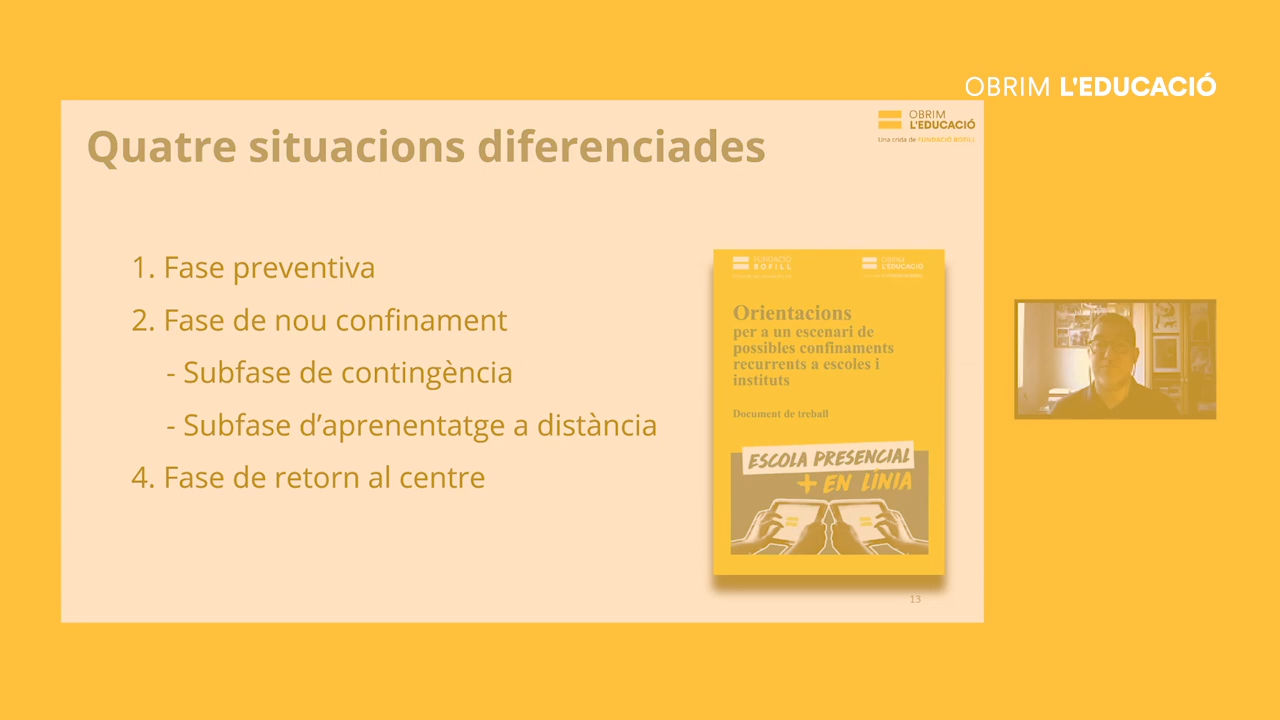 OBRIM L'EDUCACIÓ
Quatre situacions diferenciades
OBRIM
L'EDUCACIÓ
Una crida de FUNDACIÓ BOFILL
1. Fase preventiva
2. Fase de nou confinament
- Subfase de contingència
- Subfase d’aprenentatge a distància
4. Fase de retorn al centre
FUNDACIÓ
BOFILL
OBRIM
L'EDUCACIÓ
Orientacions
per a un escenari de
possibles confinaments
recurrents a escoles i
instituts
Document de treball
ESCOLA PRESENCIAL
+ EN LÍNIA
13